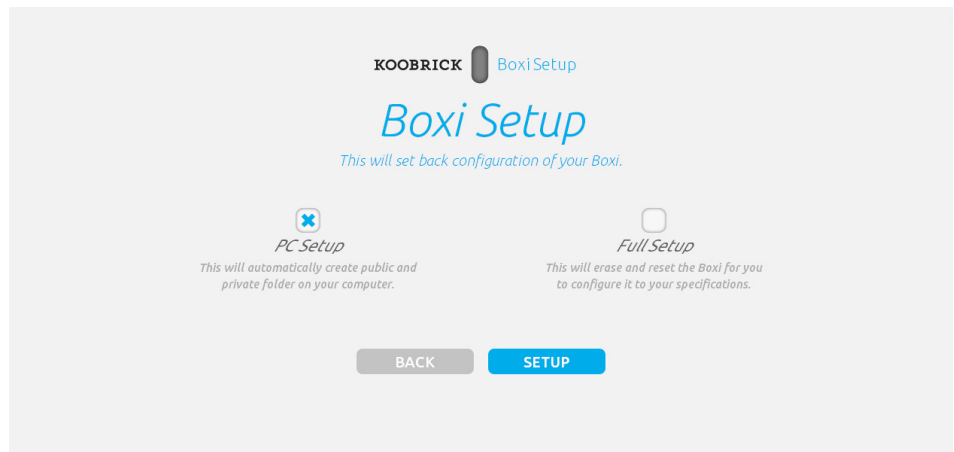 KOOBRICK Boxi Setup
Boxi Setup
This will set back configuration of your Boxi.
PC Setup
This will automatically create public and
private folder on your computer.
Full Setup
This will erase and reset the Boxi for you
to configure it to your specifications.
BACK
SETUP